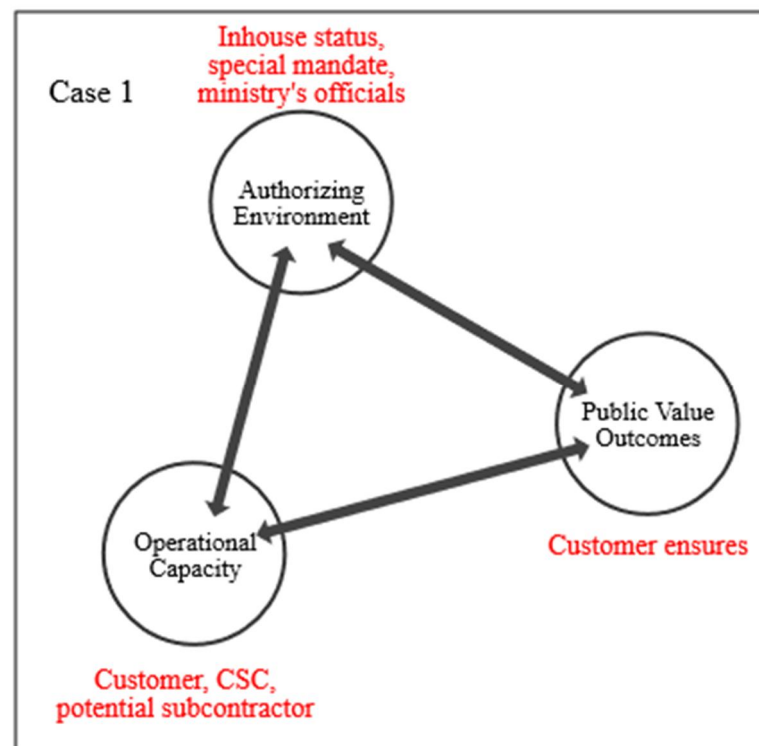 Inhouse status,
special mandate,
ministry's officials
Case 1
Authorizing
Environment
Public Value
Outcomes
Customer ensures
Operational
Capacity
Customer, CSC,
potential subcontractor